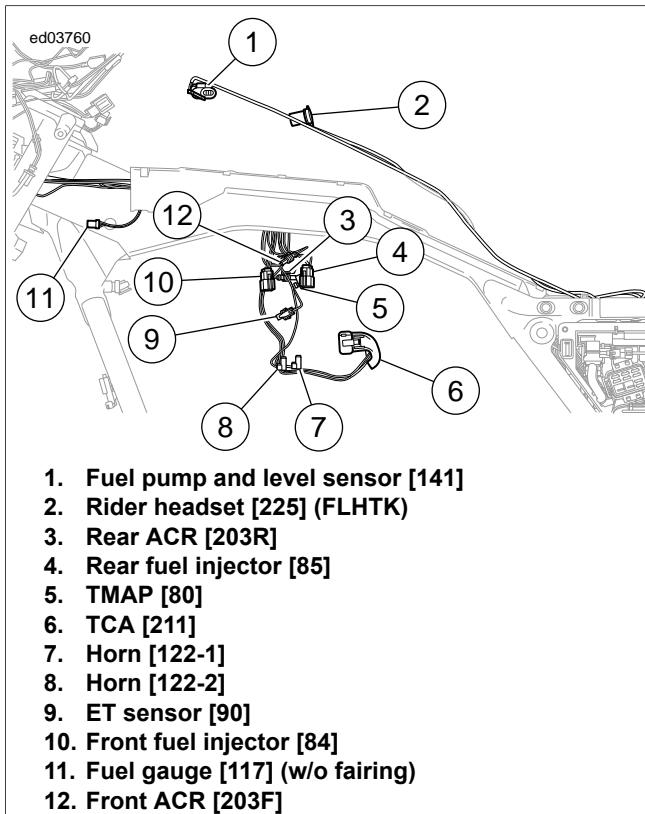 ed03760
1
2
12
3
4
11
10
5
9
6
8
7
1. Fuel pump and level sensor [141]
2. Rider headset [225] (FLHTK)
3. Rear ACR [203R]
4. Rear fuel injector [85]
5. TMAP [80]
6. TCA [211]
7. Horn [122-1]
8. Horn [122-2]
9. ET sensor [90]
10. Front fuel injector [84]
11. Fuel gauge [117] (w/o fairing)
12. Front ACR [203F]